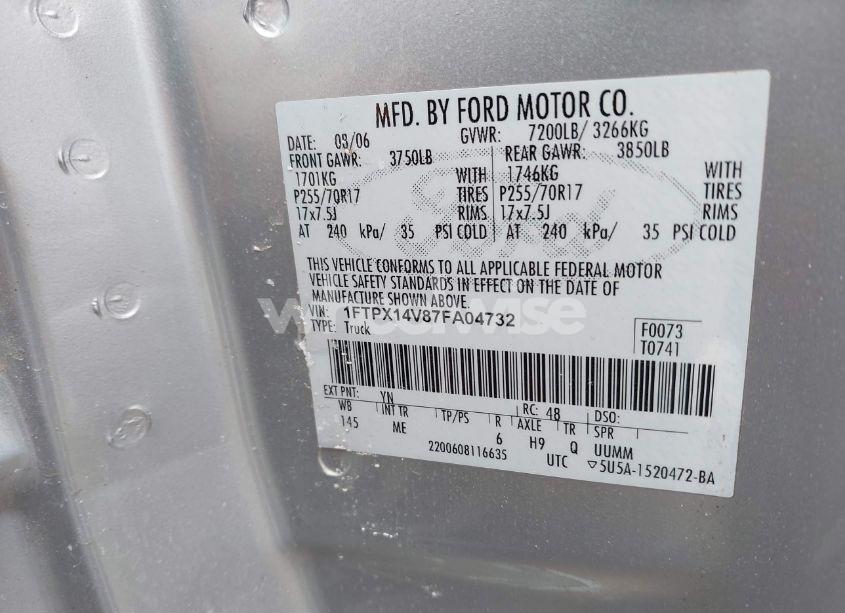 MFD. BY FORD MOTOR CO.
DATE: 08/06 GVWR: 7200LB/ 3266KG
FRONT GAWR: 3750LB REAR GAWR: 3850LB
1701KG WITH 1746KG WITH
P255/70R17 TIRES P255/70R17 TIRES
17x7.5J RIMS 17x7.5J RIMS
AT 240 kPa/ 35 PSI COLD AT 240 kPa/ 35 PSI COLD
THIS VEHICLE CONFORMS TO ALL APPLICABLE FEDERAL MOTOR
VEHICLE SAFETY STANDARDS IN EFFECT ON THE DATE OF
MANUFACTURE SHOWN ABOVE.
VIN: 1FTPX14V87FA04732
TYPE: Truck
F0073
T0741
EXT PNT: YN RC: 48 DSO:
WB INT TR TP/PS R AXLE TR SPR
145 ME 6 H9 Q UUMM
2200608116635 UTC ▽5U5A-1520472-BA
Ford